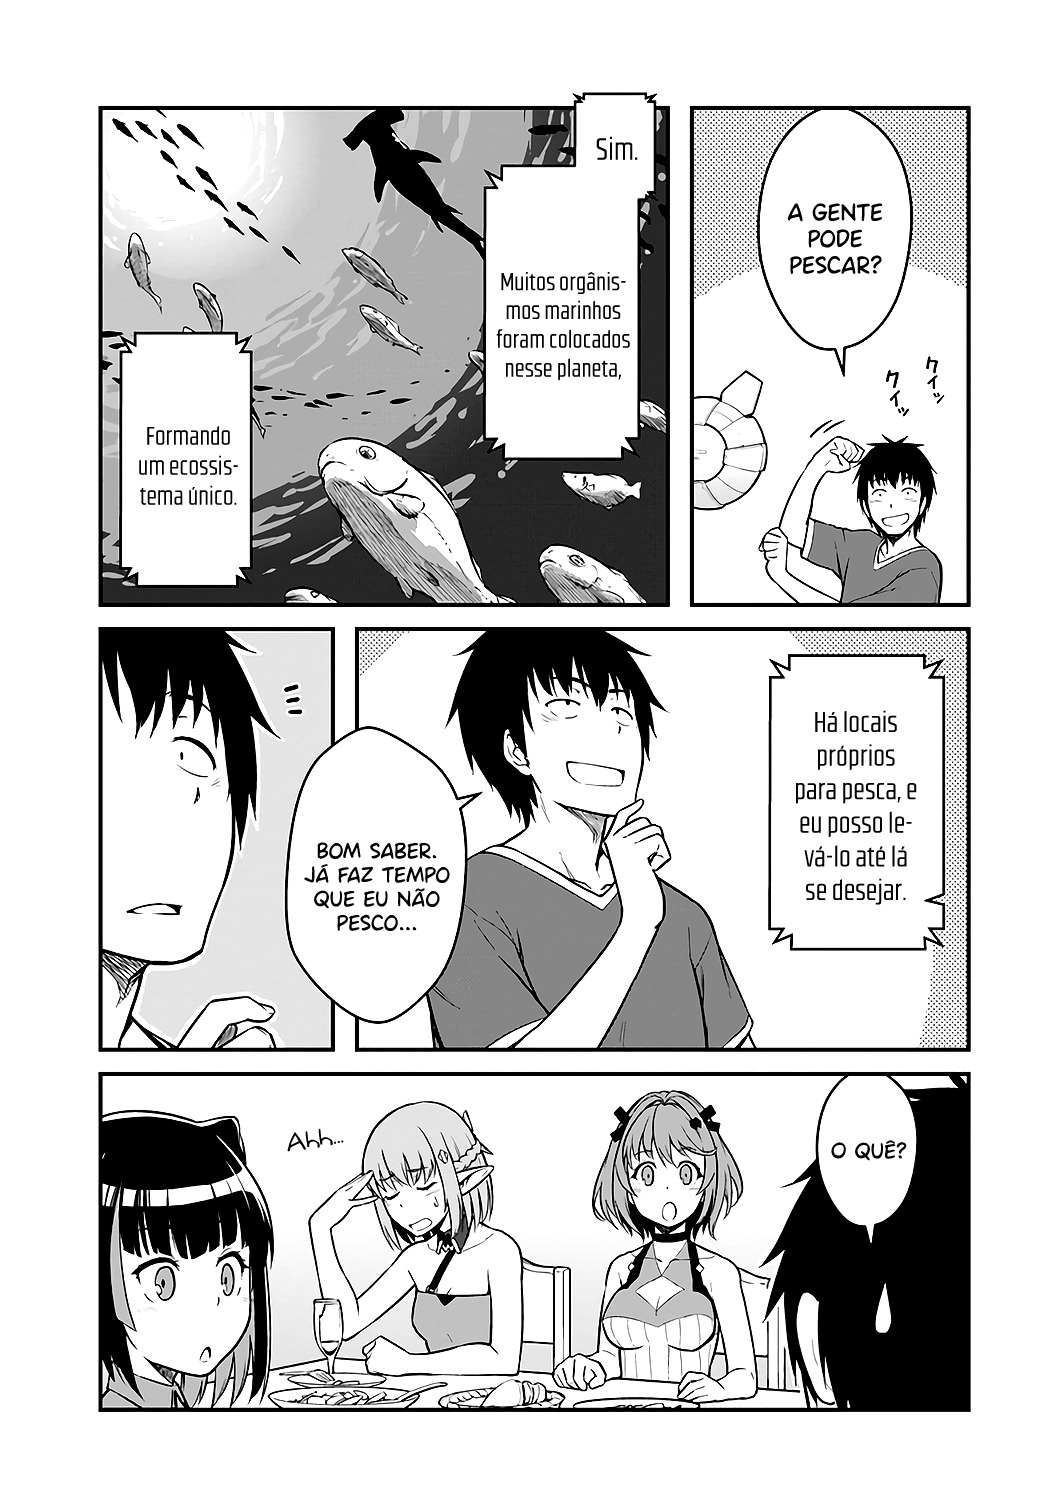 A GENTE
PODE
PESCAR?
クイッ
クイッ
Sim.
Muitos orgânis-
mos marinhos
foram colocados
nesse planeta,
Formando
um ecossis-
tema único.
Há locais
próprios
para pesca, e
eu posso le-
vá-lo até lá
se desejar.
BOM SABER.
JÁ FAZ TEMPO
QUE EU NÃO
PESCO...
O QUÊ?
Ahh...